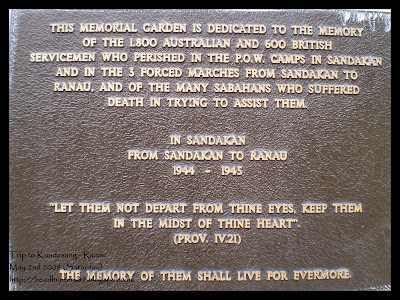 THIS MEMORIAL GARDEN IS DEDICATED TO THE MEMORY
OF THE 1,800 AUSTRALIAN AND 600 BRITISH
SERVICEMEN WHO PERISHED IN THE P.O.W. CAMPS IN SANDAKAN
AND IN THE 3 FORCED MARCHES FROM SANDAKAN TO
RANAU, AND OF THE MANY SABAHANS WHO SUFFERED
DEATH IN TRYING TO ASSIST THEM.
IN SANDAKAN
FROM SANDAKAN TO RANAU
1944 - 1945
"LET THEM NOT DEPART FROM THINE EYES, KEEP THEM
IN THE MIDST OF THINE HEART".
(PROV. IV.21)
Trip to Kundasang - Ranau
May 2nd 2009 (Saturday)
THE MEMORY OF THEM SHALL LIVE FOR EVERMORE.